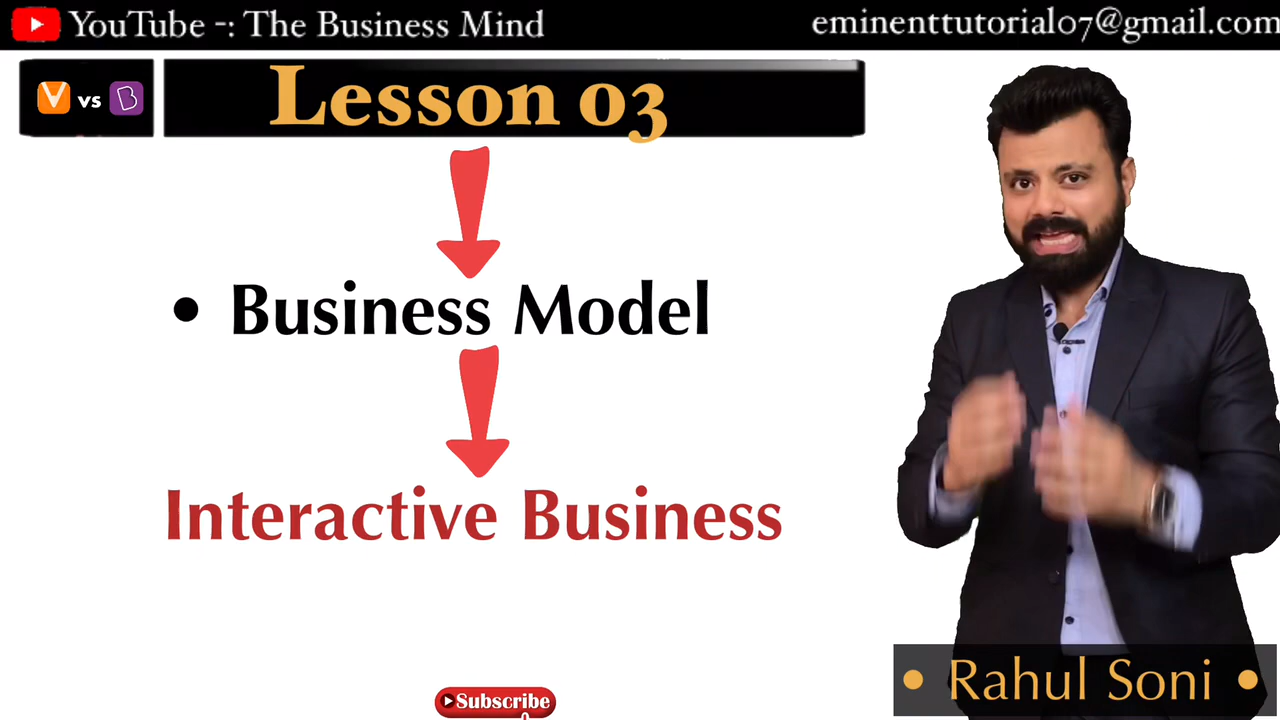 YouTube -: The Business Mind
eminenttutorial07@gmail.com
V vs B
Lesson 03
• Business Model
Interactive Business
• Rahul Soni •
Subscribe